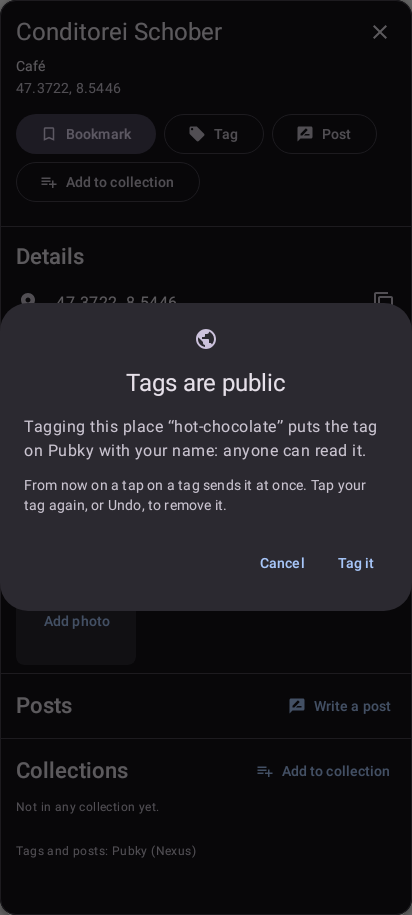 Conditorei Schober
Café
47.3722, 8.5446
Bookmark
Tag
Post
Add to collection
Details
47.3722, 8.5446
Tags are public
Tagging this place “hot-chocolate” puts the tag
on Pubky with your name: anyone can read it.
From now on a tap on a tag sends it at once. Tap your
tag again, or Undo, to remove it.
Cancel
Tag it
Add photo
Posts
Write a post
Collections
Add to collection
Not in any collection yet.
Tags and posts: Pubky (Nexus)